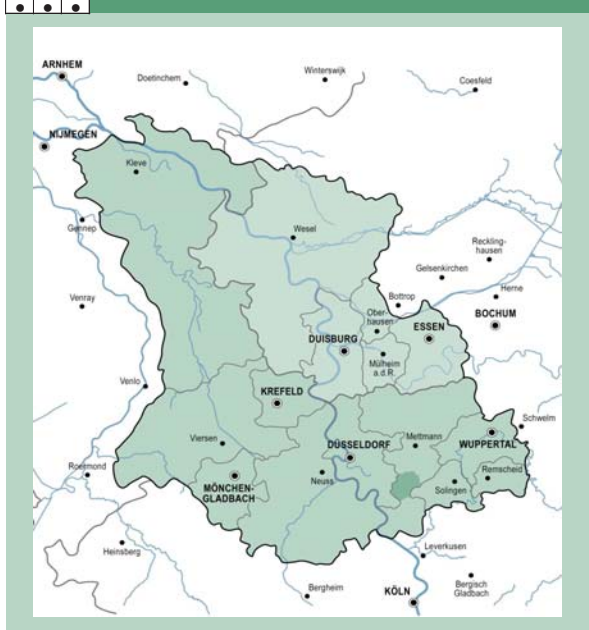 ARNHEM
Doetinchem
Winterswijk
Coesfeld
NIJMEGEN
Kleve
Gennep
Wesel
Reckling-
hausen
Gelsenkirchen
Venray
Bottrop
Herne
Ober-
hausen
BOCHUM
ESSEN
DUISBURG
Mülheim
a.d.R.
Venlo
KREFELD
Schwelm
Viersen
Mettmann
WUPPERTAL
DÜSSELDORF
Roermond
Neuss
Remscheid
MÖNCHEN-
GLADBACH
Solingen
Heinsberg
Leverkusen
Bergheim
KÖLN
Bergisch
Gladbach